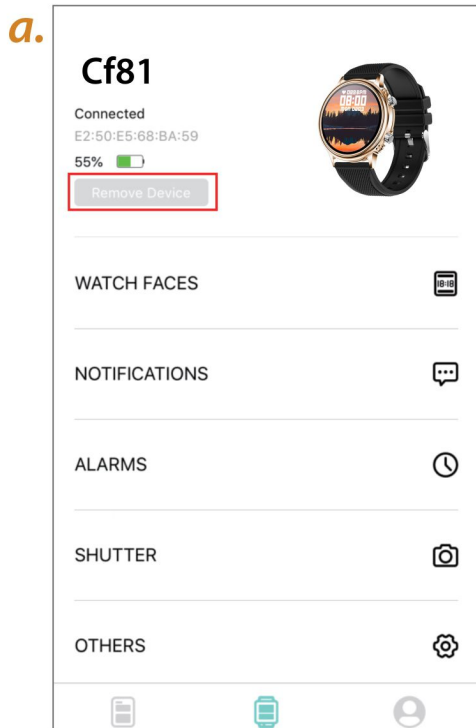 a.
Cf81
Connected
E2:50:E5:68:BA:59
55%
Remove Device
08:00
WATCH FACES
18:18
NOTIFICATIONS
ALARMS
SHUTTER
OTHERS